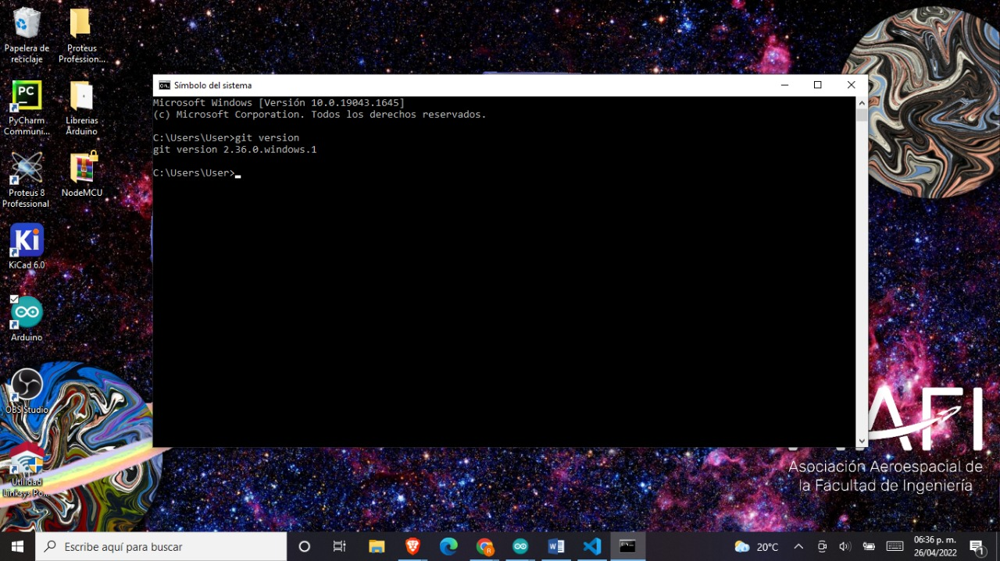 Papelera de
reciclaje
Proteus
Profession...
PC
PyCharm
Communi...
Librerias
Arduino
Proteus 8
Professional
NodeMCU
Ki
KiCad 6.0
Arduino
OBS Studio
Utilidad
Linksys Po...
Símbolo del sistema
Microsoft Windows [Versión 10.0.19043.1645]
(c) Microsoft Corporation. Todos los derechos reservados.
C:\Users\User>git version
git version 2.36.0.windows.1
C:\Users\User>
AFI
Asociación Aeroespacial de
la Facultad de Ingeniería
Escribe aquí para buscar
R
W
20°C
06:36 p. m.
26/04/2022
1